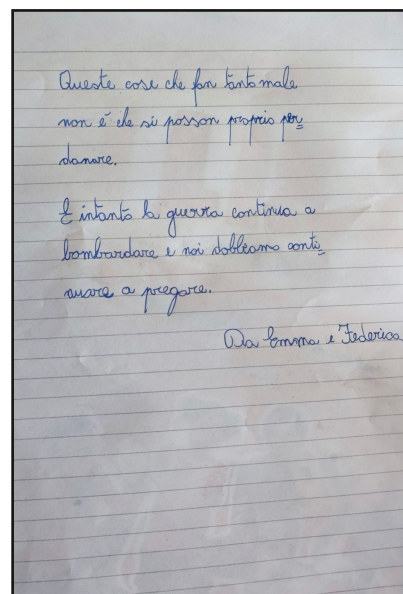 Queste cose che fan tanto male
non è che si posson proprio per=
donare.
E intanto la guerra continua a
bombardare e noi dobbiamo conti=
nuare a pregare.
Da Emma e Federica